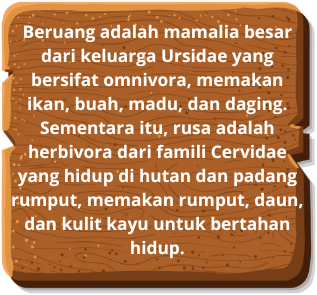 Beruang adalah mamalia besar
dari keluarga Ursidae yang
bersifat omnivora, memakan
ikan, buah, madu, dan daging.
Sementara itu, rusa adalah
herbivora dari famili Cervidae
yang hidup di hutan dan padang
rumput, memakan rumput, daun,
dan kulit kayu untuk bertahan
hidup.